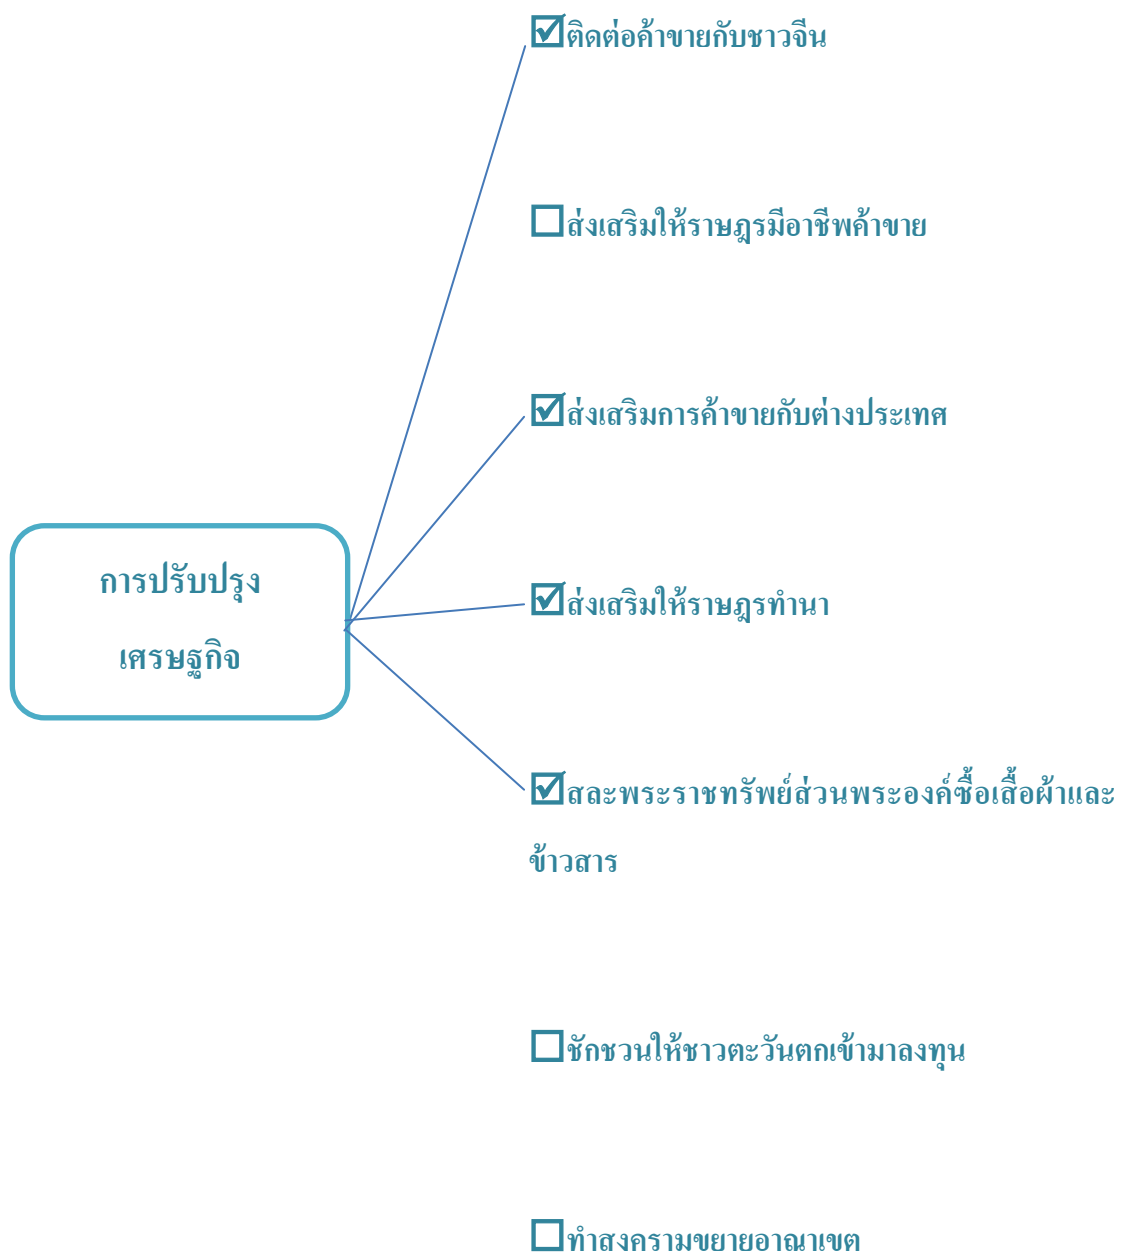 ☑ติดต่อค้าขายกับชาวจีน
☐ส่งเสริมให้ราษฎรมีอาชีพค้าขาย
☑ส่งเสริมการค้าขายกับต่างประเทศ
การปรับปรุง
เศรษฐกิจ
☑ส่งเสริมให้ราษฎรทำนา
☑สละพระราชทรัพย์ส่วนพระองค์ซื้อเสื้อผ้าและ
ข้าวสาร
☐ชักชวนให้ชาวตะวันตกเข้ามาลงทุน
☐ทำสงครามขยายอาณาเขต